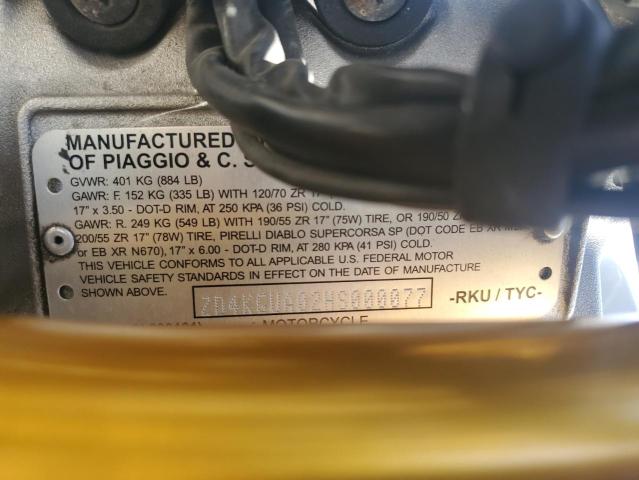 MANUFACTURED
OF PIAGGIO & C. S
GVWR: 401 KG (884 LB)
GAWR: F. 152 KG (335 LB) WITH 120/70 ZR
17" x 3.50 - DOT-D RIM, AT 250 KPA (36 PSI) COLD.
GAWR: R. 249 KG (549 LB) WITH 190/55 ZR 17" (75W) TIRE, OR 190/50
200/55 ZR 17" (78W) TIRE, PIRELLI DIABLO SUPERCORSA SP (DOT CODE EB XR
or EB XR N670), 17" x 6.00 - DOT-D RIM, AT 280 KPA (41 PSI) COLD.
THIS VEHICLE CONFORMS TO ALL APPLICABLE U.S. FEDERAL MOTOR
VEHICLE SAFETY STANDARDS IN EFFECT ON THE DATE OF MANUFACTURE
SHOWN ABOVE. ZD4KGUA02HS000077 -RKU / TYC-
MOTORCYCLE